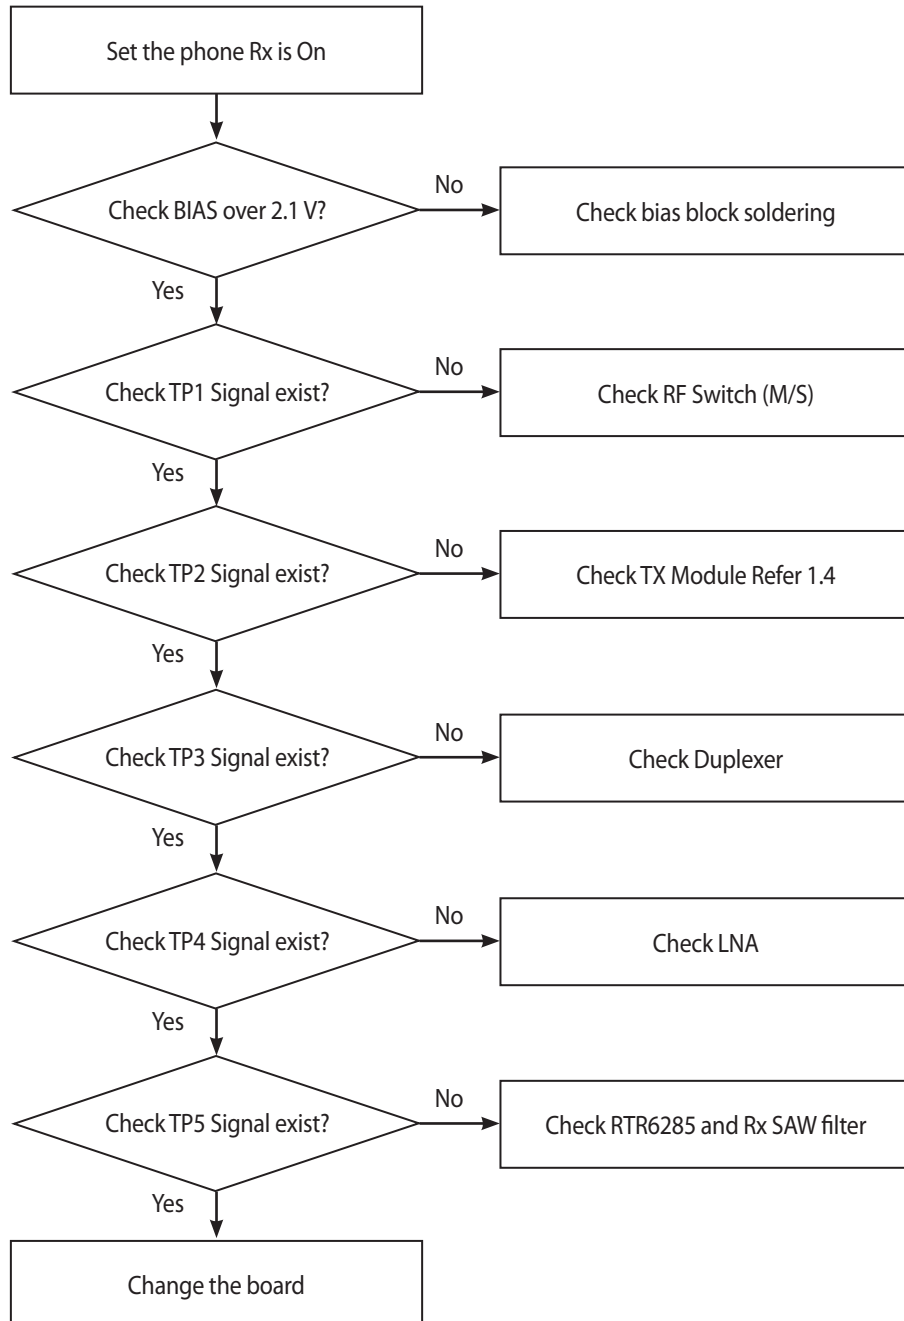 Set the phone Rx is On
Check BIAS over 2.1 V?
No
Check bias block soldering
Yes
Check TP1 Signal exist?
No
Check RF Switch (M/S)
Yes
Check TP2 Signal exist?
No
Check TX Module Refer 1.4
Yes
Check TP3 Signal exist?
No
Check Duplexer
Yes
Check TP4 Signal exist?
No
Check LNA
Yes
Check TP5 Signal exist?
No
Check RTR6285 and Rx SAW filter
Yes
Change the board